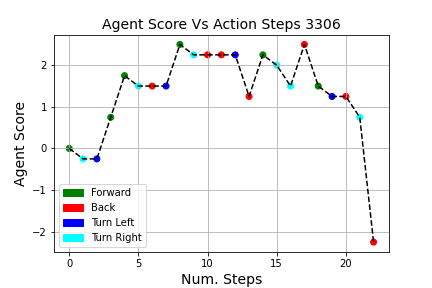 Agent Score Vs Action Steps 3306
Agent Score
2
1
0
−1
−2
Forward
Back
Turn Left
Turn Right
0 5 10 15 20
Num. Steps